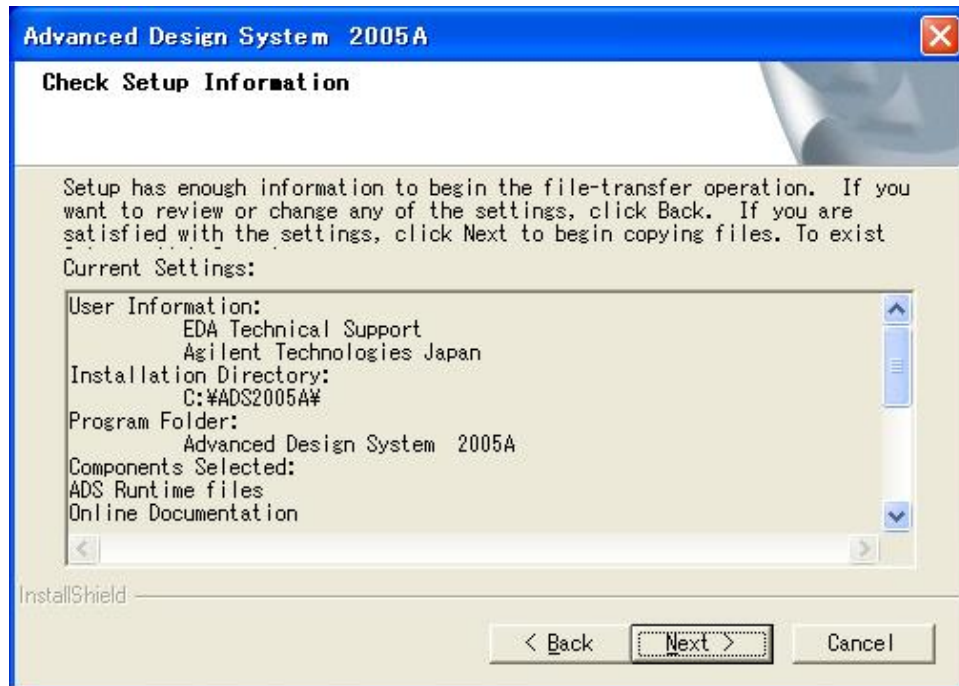 Advanced Design System 2005A
Check Setup Information
Setup has enough information to begin the file-transfer operation. If you
want to review or change any of the settings, click Back. If you are
satisfied with the settings, click Next to begin copying files. To exist
Current Settings:
User Information:
EDA Technical Support
Agilent Technologies Japan
Installation Directory:
C:¥ADS2005A¥
Program Folder:
Advanced Design System 2005A
Components Selected:
ADS Runtime files
Online Documentation
InstallShield
< Back
Next >
Cancel